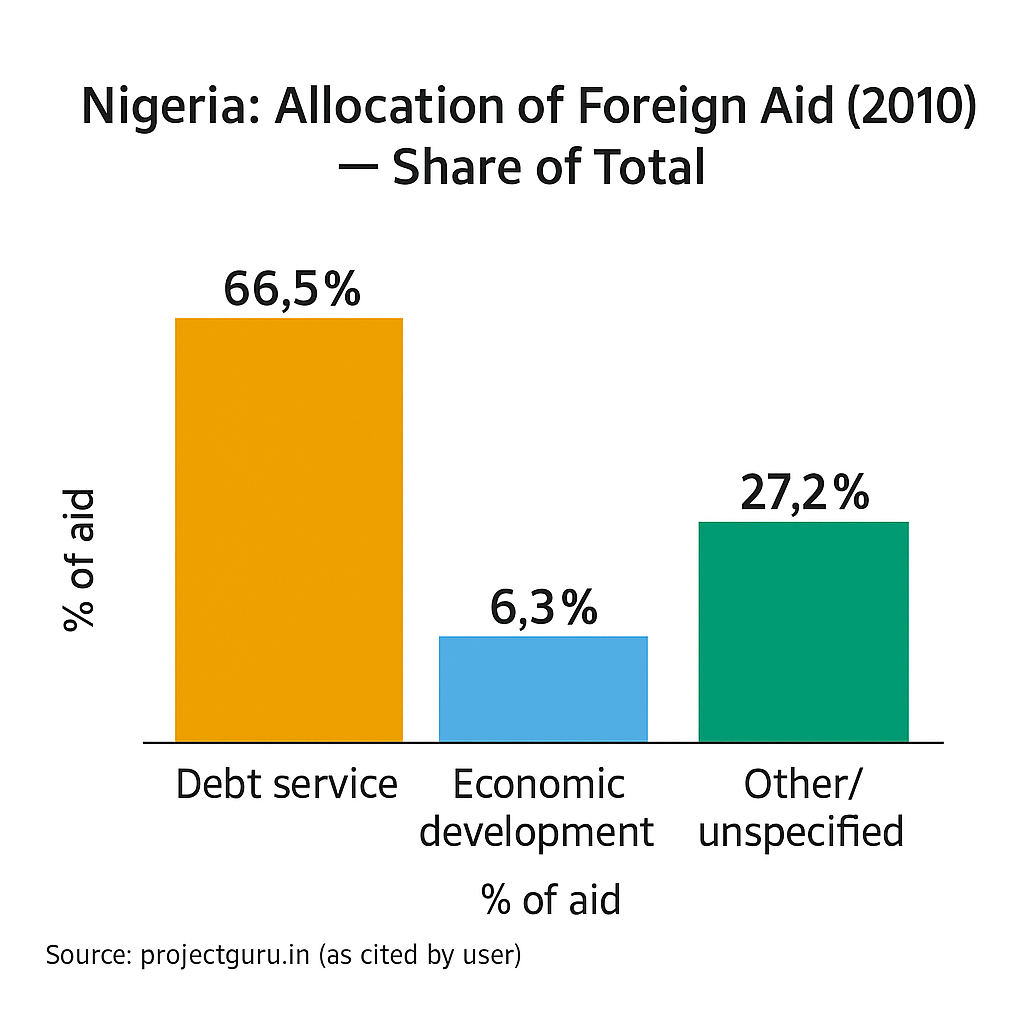 Nigeria: Allocation of Foreign Aid (2010)
— Share of Total
66,5%
27,2%
6,3%
% of aid
Debt service
Economic
development
Other/
unspecified
% of aid
Source: projectguru.in (as cited by user)